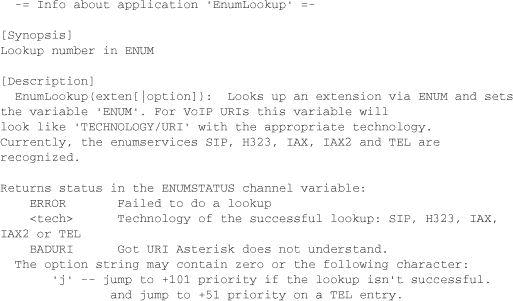 -= Info about application 'EnumLookup' =-
[Synopsis]
Lookup number in ENUM
[Description]
EnumLookup(exten[|option]): Looks up an extension via ENUM and sets
the variable 'ENUM'. For VoIP URIs this variable will
look like 'TECHNOLOGY/URI' with the appropriate technology.
Currently, the enumservices SIP, H323, IAX, IAX2 and TEL are
recognized.
Returns status in the ENUMSTATUS channel variable:
ERROR Failed to do a lookup
<tech> Technology of the successful lookup: SIP, H323, IAX,
IAX2 or TEL
BADURI Got URI Asterisk does not understand.
The option string may contain zero or the following character:
'j' -- jump to +101 priority if the lookup isn't successful.
and jump to +51 priority on a TEL entry.